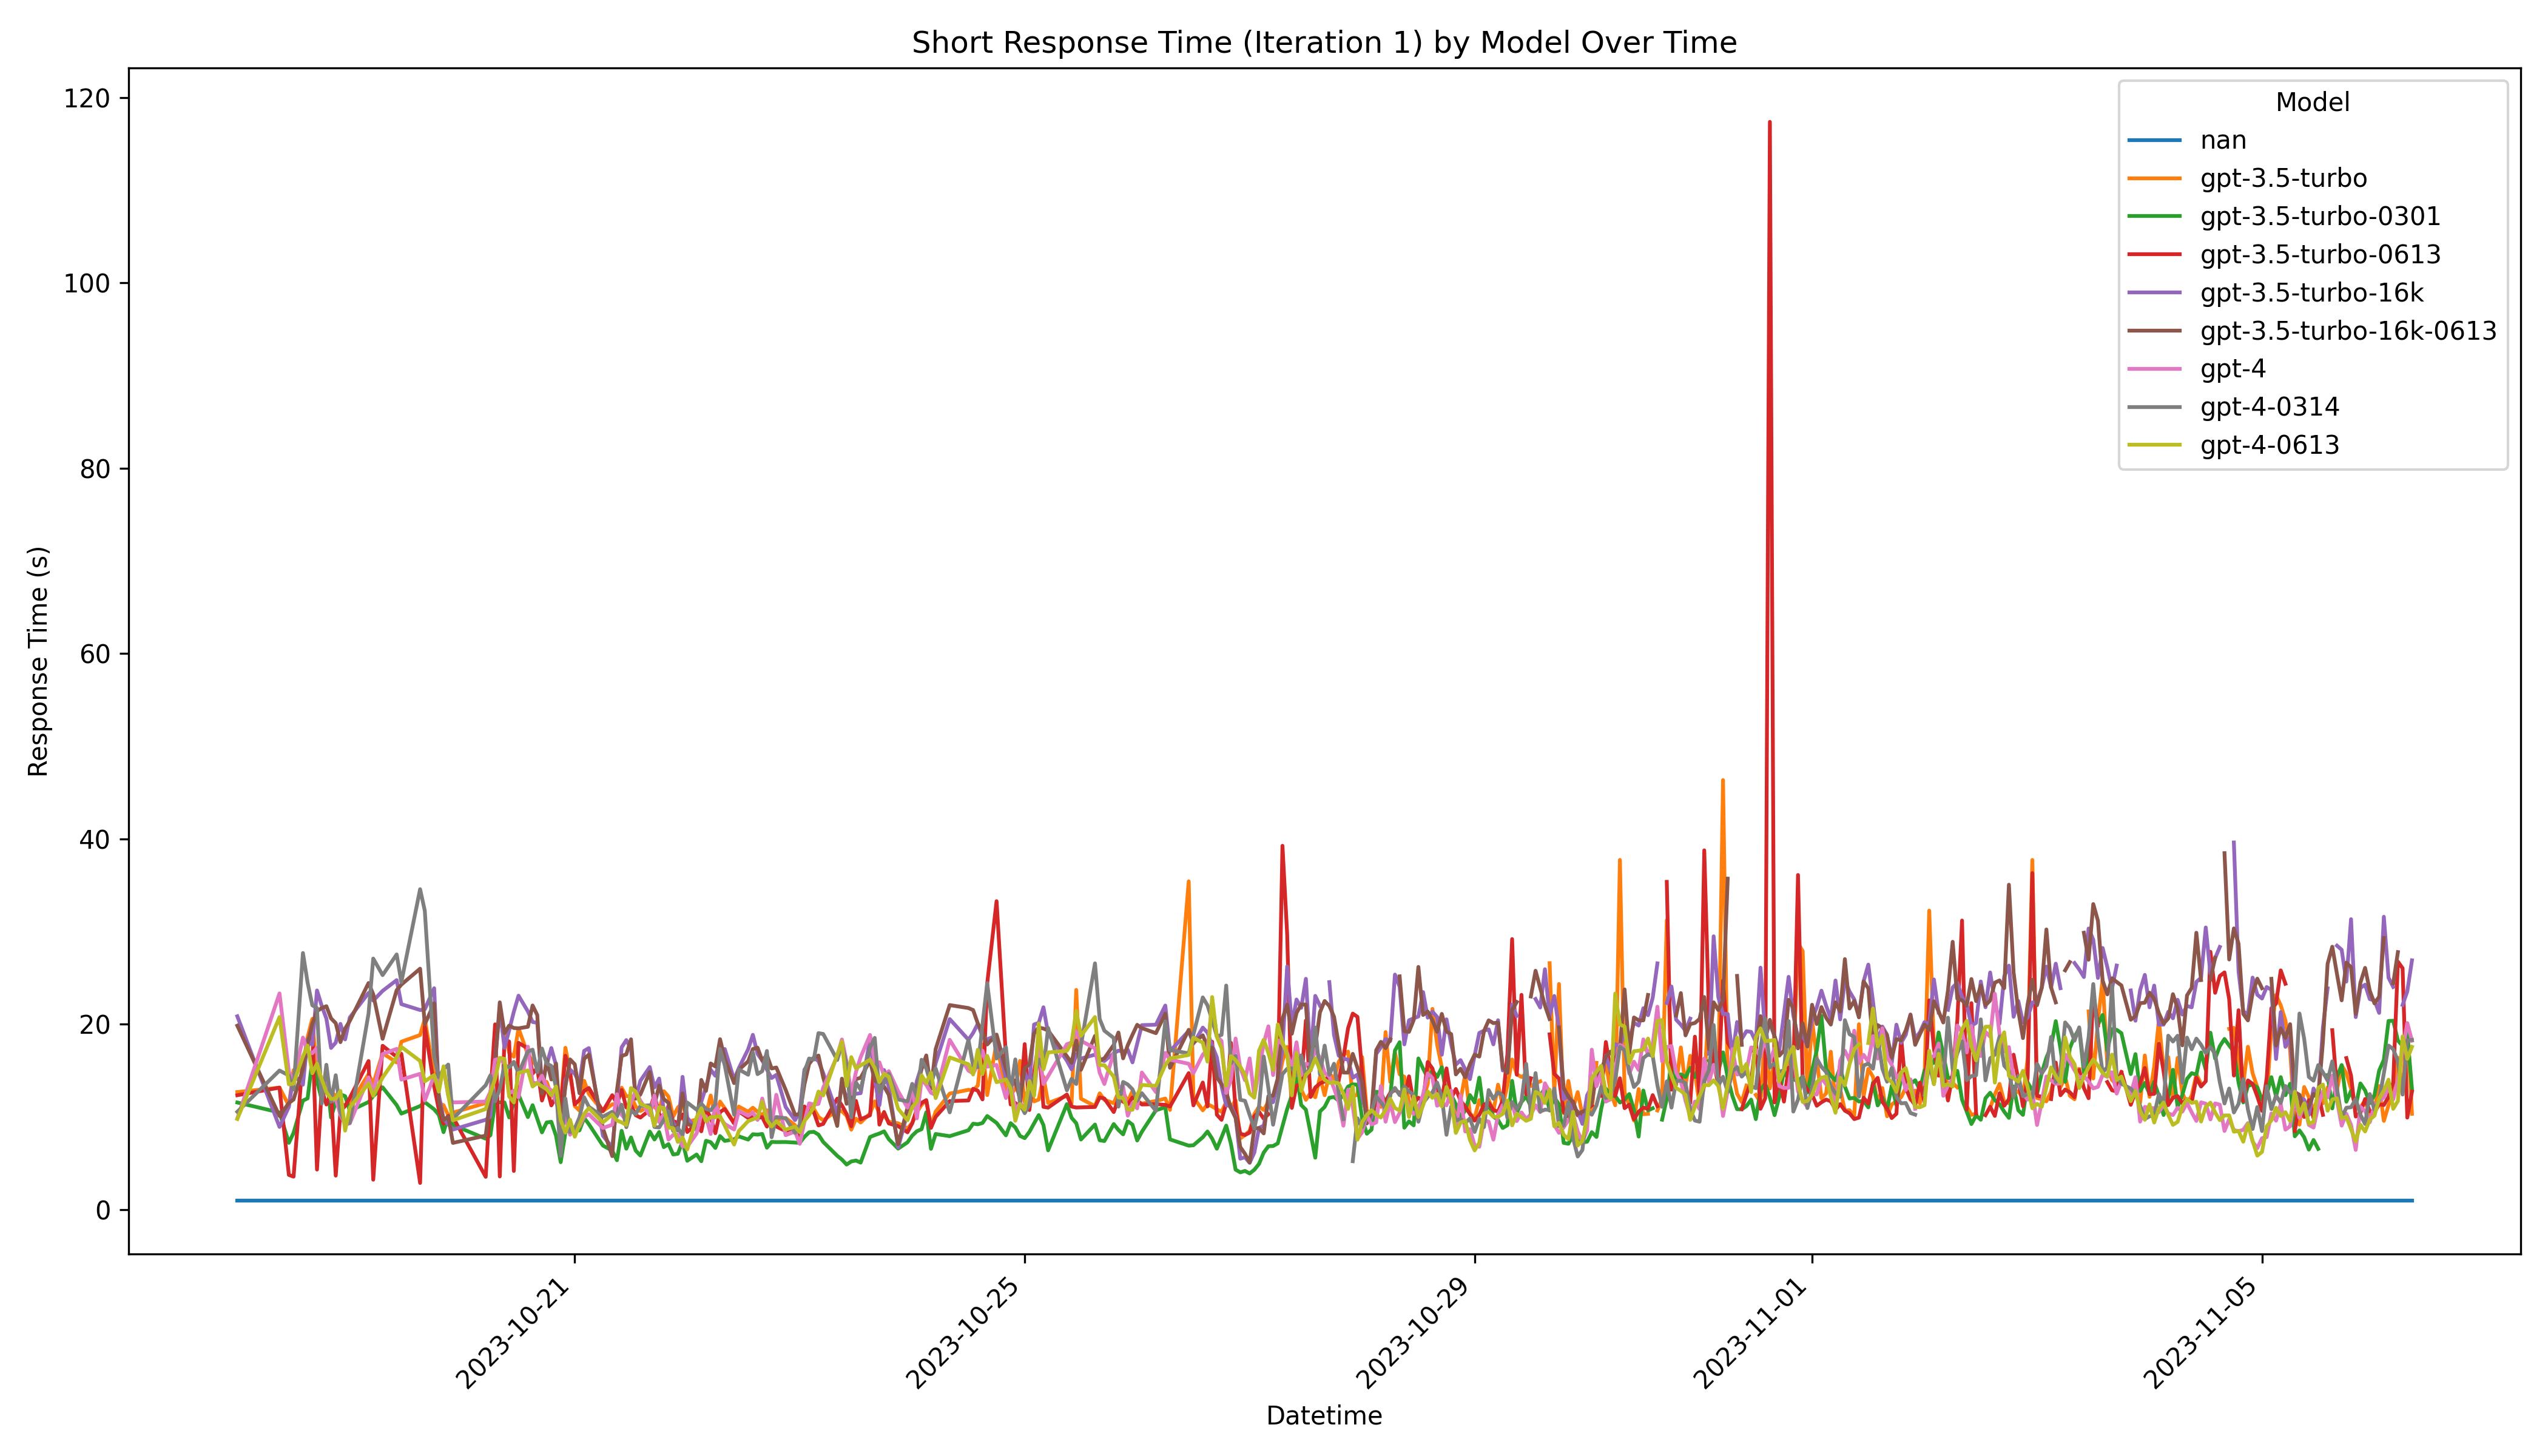 Short Response Time (Iteration 1) by Model Over Time
120
100
80
60
40
20
0
Response Time (s)
Model
nan
gpt-3.5-turbo
gpt-3.5-turbo-0301
gpt-3.5-turbo-0613
gpt-3.5-turbo-16k
gpt-3.5-turbo-16k-0613
gpt-4
gpt-4-0314
gpt-4-0613
2023-10-21
2023-10-25
2023-10-29
2023-11-01
2023-11-05
Datetime